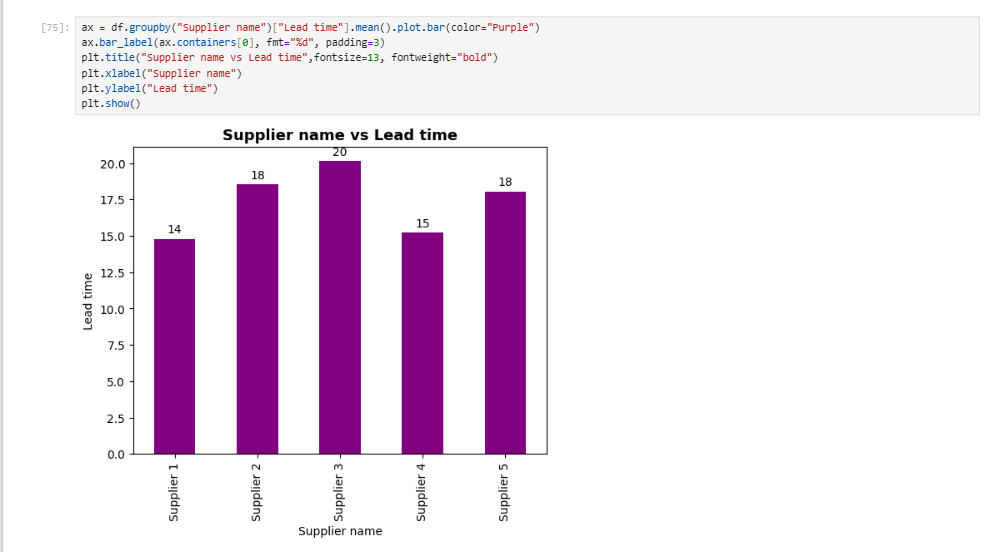 [75]: ax = df.groupby("Supplier name")["Lead time"].mean().plot.bar(color="Purple")
ax.bar_label(ax.containers[0], fmt="%d", padding=3)
plt.title("Supplier name vs Lead time",fontsize=13, fontweight="bold")
plt.xlabel("Supplier name")
plt.ylabel("Lead time")
plt.show()
Supplier name vs Lead time
20.0
17.5
15.0
12.5
10.0
7.5
5.0
2.5
0.0
Lead time
14
18
20
15
18
Supplier 1
Supplier 2
Supplier 3
Supplier 4
Supplier 5
Supplier name